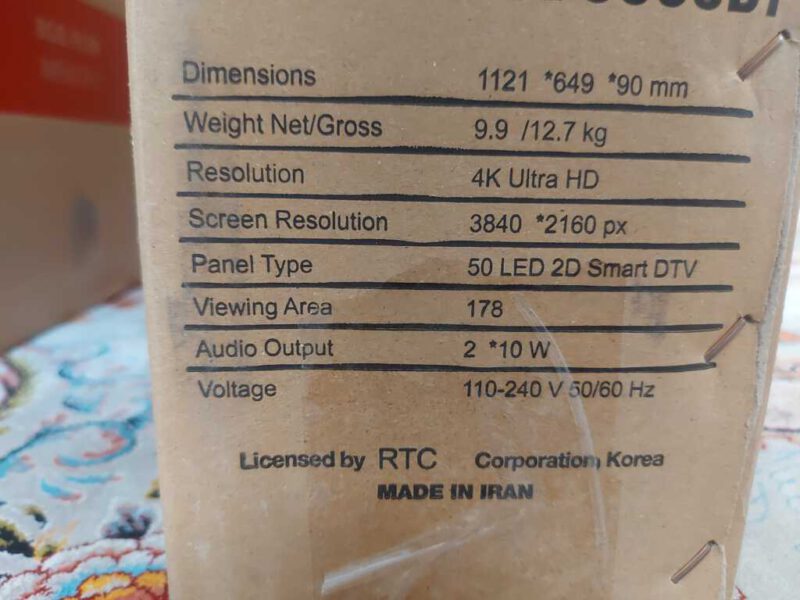 Dimensions 1121 *649 *90 mm
Weight Net/Gross 9.9 /12.7 kg
Resolution 4K Ultra HD
Screen Resolution 3840 *2160 px
Panel Type 50 LED 2D Smart DTV
Viewing Area 178
Audio Output 2 *10 W
Voltage 110-240 V 50/60 Hz
Licensed by RTC Corporation, Korea
MADE IN IRAN